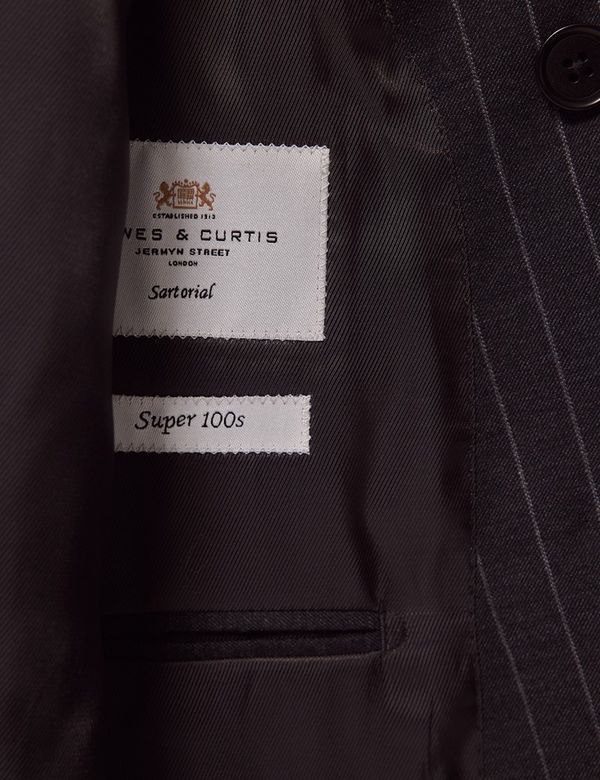 ESTABLISHED 1913
WES & CURTIS
JERMYN STREET
LONDON
Sartorial
Super 100s